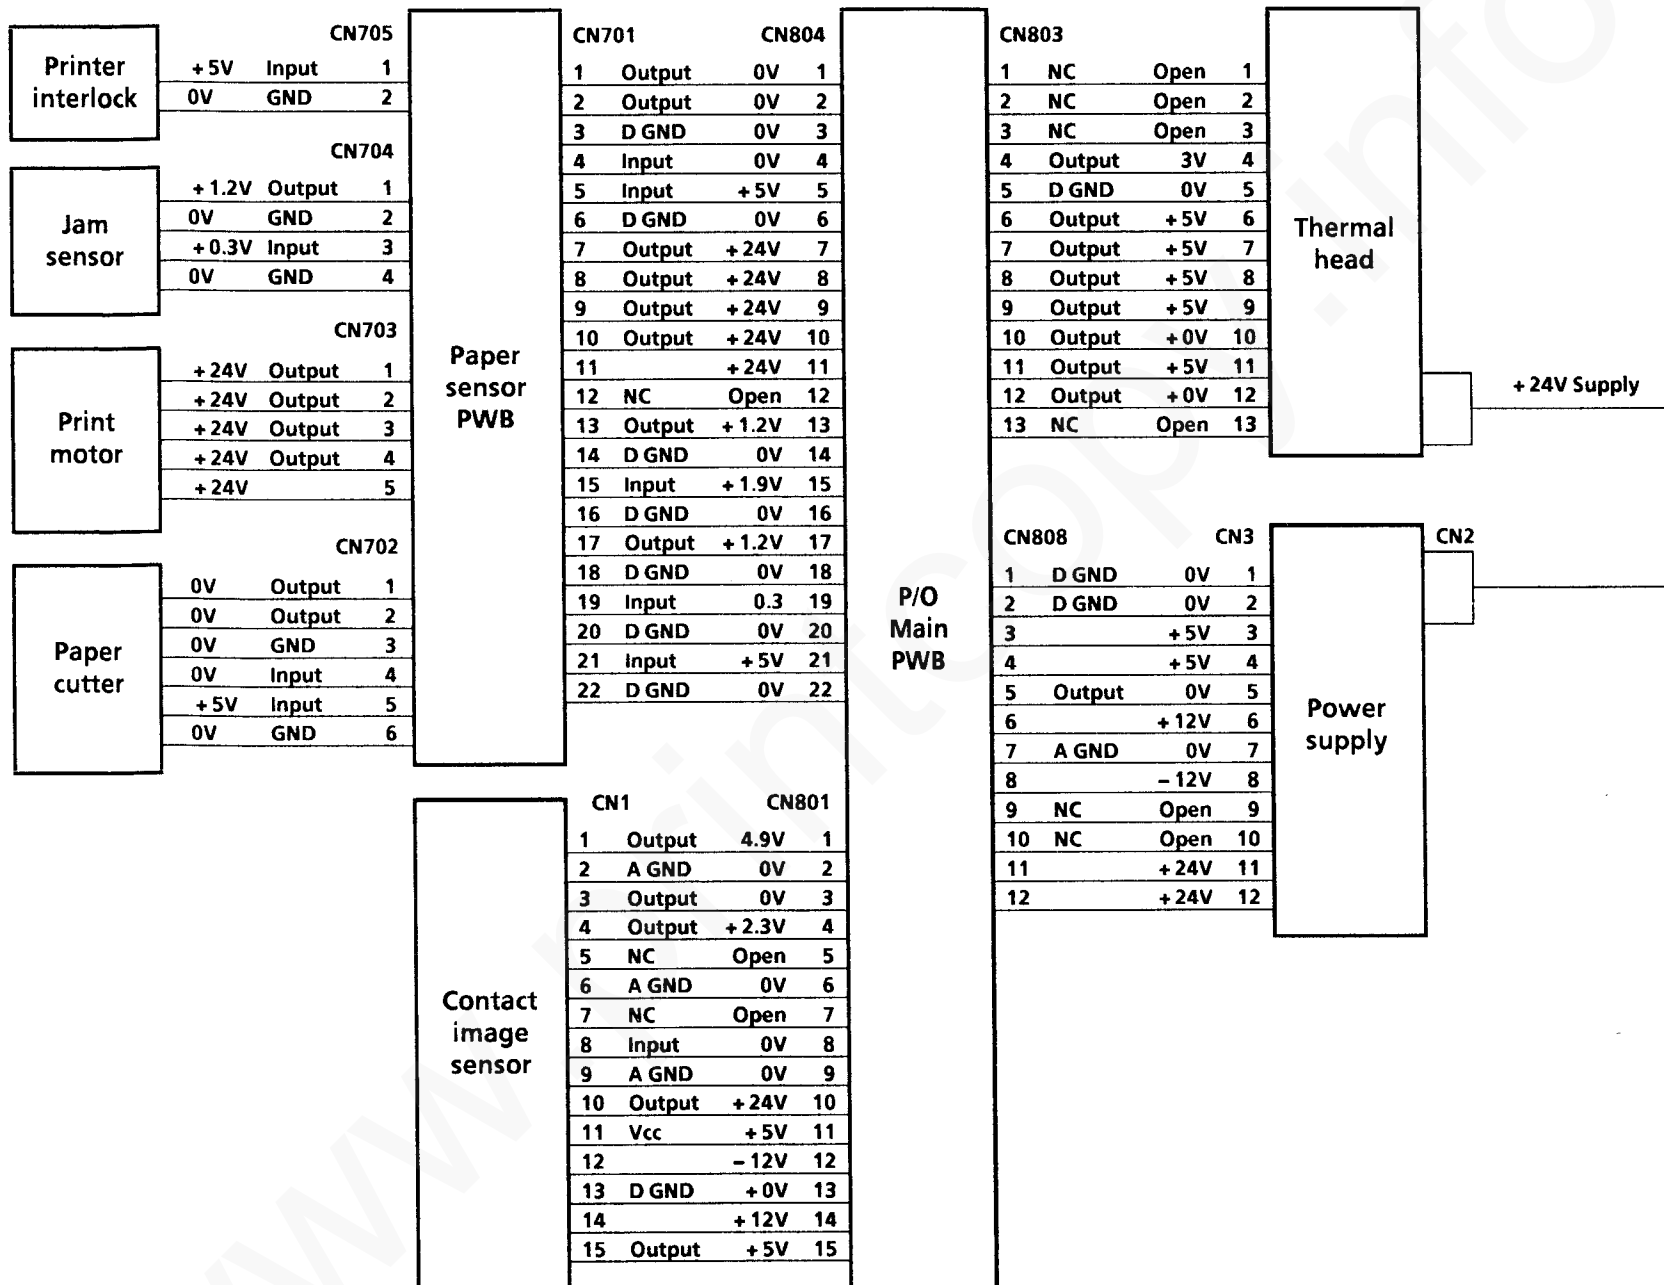 CN705
Printer interlock
+5V Input 1
0V GND 2
CN704
Jam sensor
+1.2V Output 1
0V GND 2
+0.3V Input 3
0V GND 4
CN703
Print motor
+24V Output 1
+24V Output 2
+24V Output 3
+24V Output 4
+24V 5
CN702
Paper cutter
0V Output 1
0V Output 2
0V GND 3
0V Input 4
+5V Input 5
0V GND 6
Paper sensor PWB
CN701 CN804
1 Output 0V 1
2 Output 0V 2
3 D GND 0V 3
4 Input 0V 4
5 Input +5V 5
6 D GND 0V 6
7 Output +24V 7
8 Output +24V 8
9 Output +24V 9
10 Output +24V 10
11 +24V 11
12 NC Open 12
13 Output +1.2V 13
14 D GND 0V 14
15 Input +1.9V 15
16 D GND 0V 16
17 Output +1.2V 17
18 D GND 0V 18
19 Input 0.3 19
20 D GND 0V 20
21 Input +5V 21
22 D GND 0V 22
Contact image sensor
CN1 CN801
1 Output 4.9V 1
2 A GND 0V 2
3 Output 0V 3
4 Output +2.3V 4
5 NC Open 5
6 A GND 0V 6
7 NC Open 7
8 Input 0V 8
9 A GND 0V 9
10 Output +24V 10
11 Vcc +5V 11
12 −12V 12
13 D GND +0V 13
14 +12V 14
15 Output +5V 15
P/O Main PWB
CN803
1 NC Open 1
2 NC Open 2
3 NC Open 3
4 Output 3V 4
5 D GND 0V 5
6 Output +5V 6
7 Output +5V 7
8 Output +5V 8
9 Output +5V 9
10 Output +0V 10
11 Output +5V 11
12 Output +0V 12
13 NC Open 13
Thermal head
+24V Supply
CN808 CN3
1 D GND 0V 1
2 D GND 0V 2
3 +5V 3
4 +5V 4
5 Output 0V 5
6 +12V 6
7 A GND 0V 7
8 −12V 8
9 NC Open 9
10 NC Open 10
11 +24V 11
12 +24V 12
Power supply
CN2
www.printcopy.info